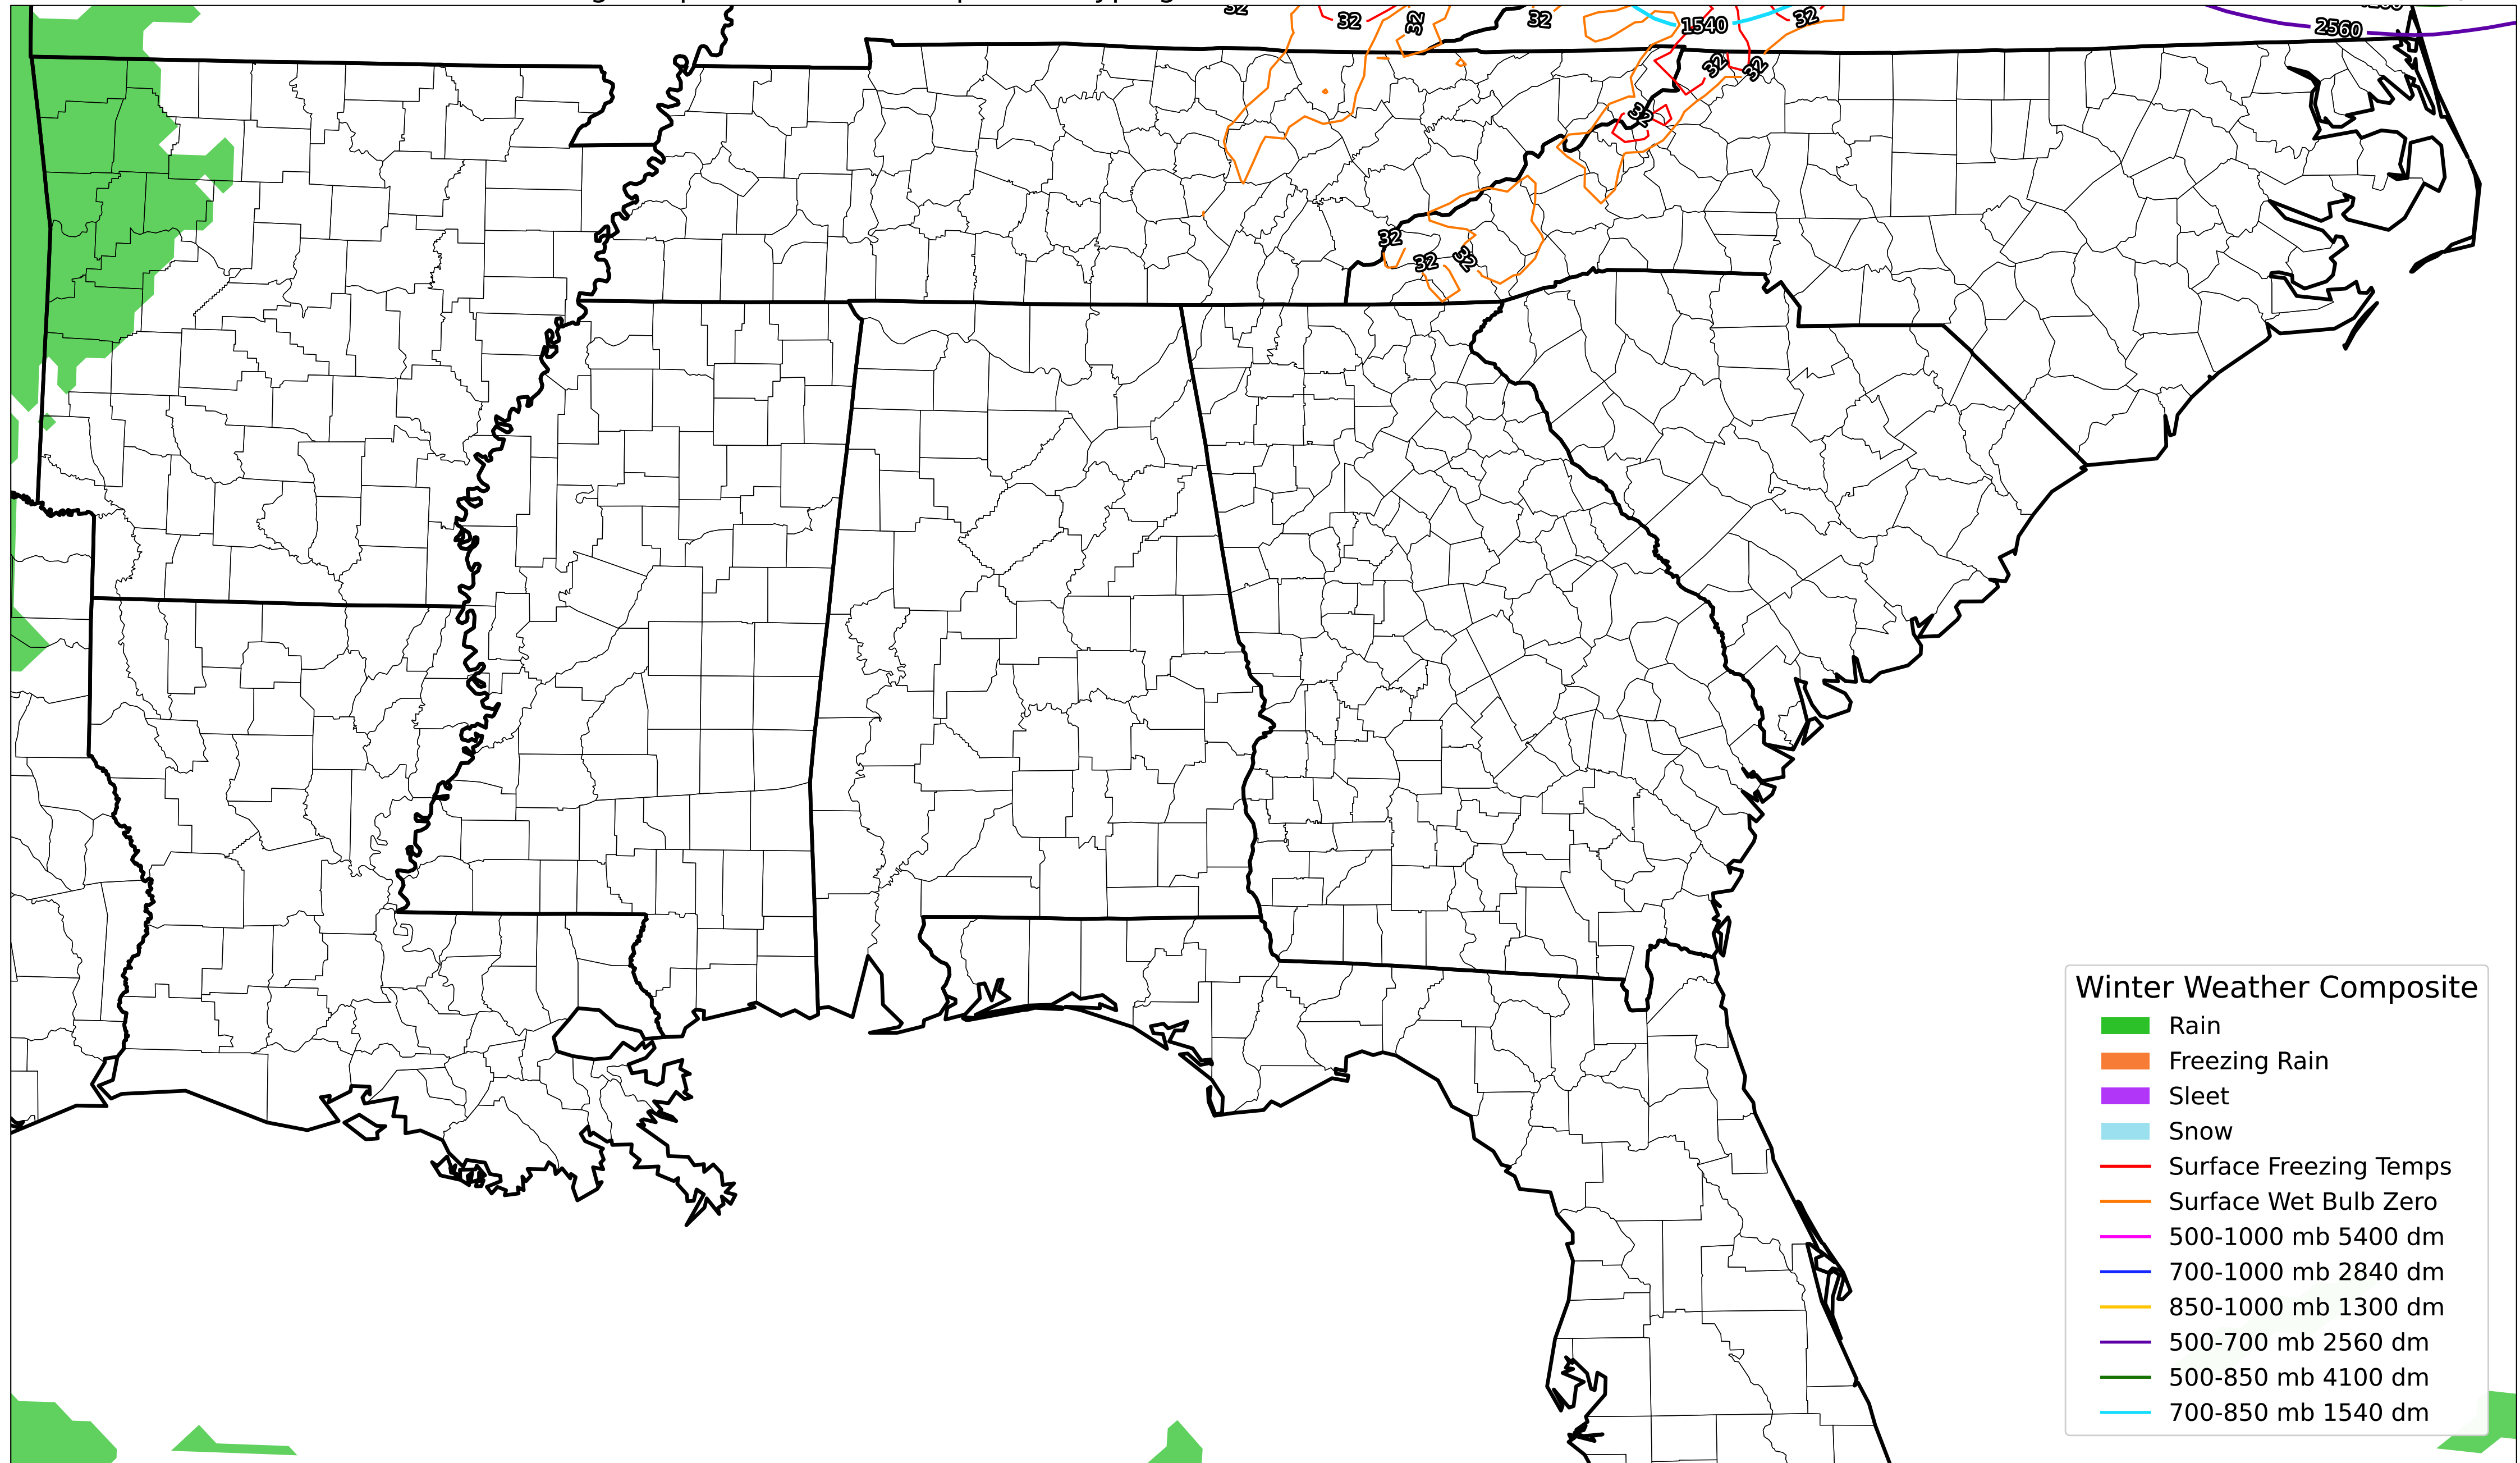 32
32
32
32
1540
32
2560
32
32
32
32
32
32
Winter Weather Composite
Rain
Freezing Rain
Sleet
Snow
Surface Freezing Temps
Surface Wet Bulb Zero
500-1000 mb 5400 dm
700-1000 mb 2840 dm
850-1000 mb 1300 dm
500-700 mb 2560 dm
500-850 mb 4100 dm
700-850 mb 1540 dm